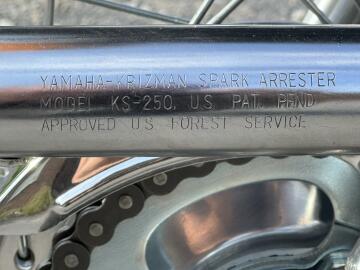 YAMAHA-KRIZMAN SPARK ARRESTER
MODEL KS-250, U.S. PAT. PEND
APPROVED U.S. FOREST SERVICE